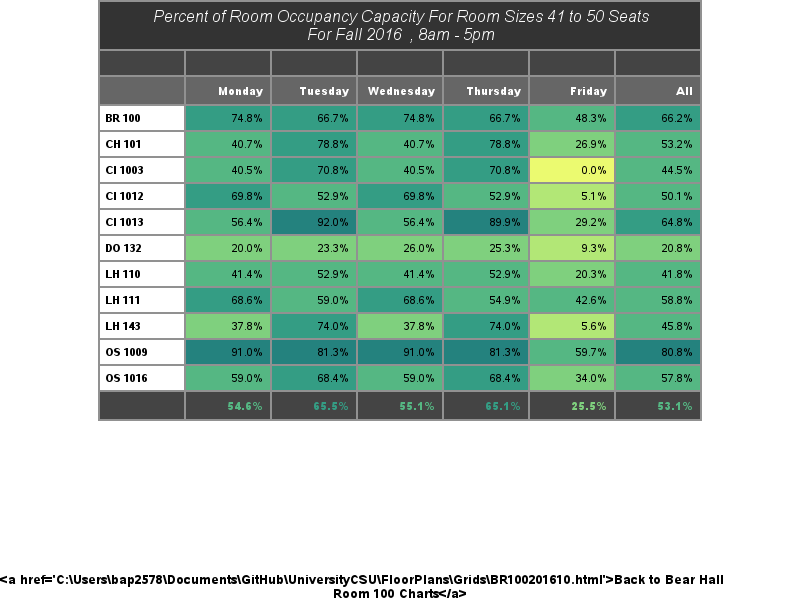 Percent of Room Occupancy Capacity For Room Sizes 41 to 50 Seats
For Fall 2016 , 8am - 5pm
Monday Tuesday Wednesday Thursday Friday All
BR 100 74.8% 66.7% 74.8% 66.7% 48.3% 66.2%
CH 101 40.7% 78.8% 40.7% 78.8% 26.9% 53.2%
CI 1003 40.5% 70.8% 40.5% 70.8% 0.0% 44.5%
CI 1012 69.8% 52.9% 69.8% 52.9% 5.1% 50.1%
CI 1013 56.4% 92.0% 56.4% 89.9% 29.2% 64.8%
DO 132 20.0% 23.3% 26.0% 25.3% 9.3% 20.8%
LH 110 41.4% 52.9% 41.4% 52.9% 20.3% 41.8%
LH 111 68.6% 59.0% 68.6% 54.9% 42.6% 58.8%
LH 143 37.8% 74.0% 37.8% 74.0% 5.6% 45.8%
OS 1009 91.0% 81.3% 91.0% 81.3% 59.7% 80.8%
OS 1016 59.0% 68.4% 59.0% 68.4% 34.0% 57.8%
54.6% 65.5% 55.1% 65.1% 25.5% 53.1%
<a href='C:\Users\bap2578\Documents\GitHub\UniversityCSU\FloorPlans\Grids\BR100201610.html'>Back to Bear Hall
Room 100 Charts</a>